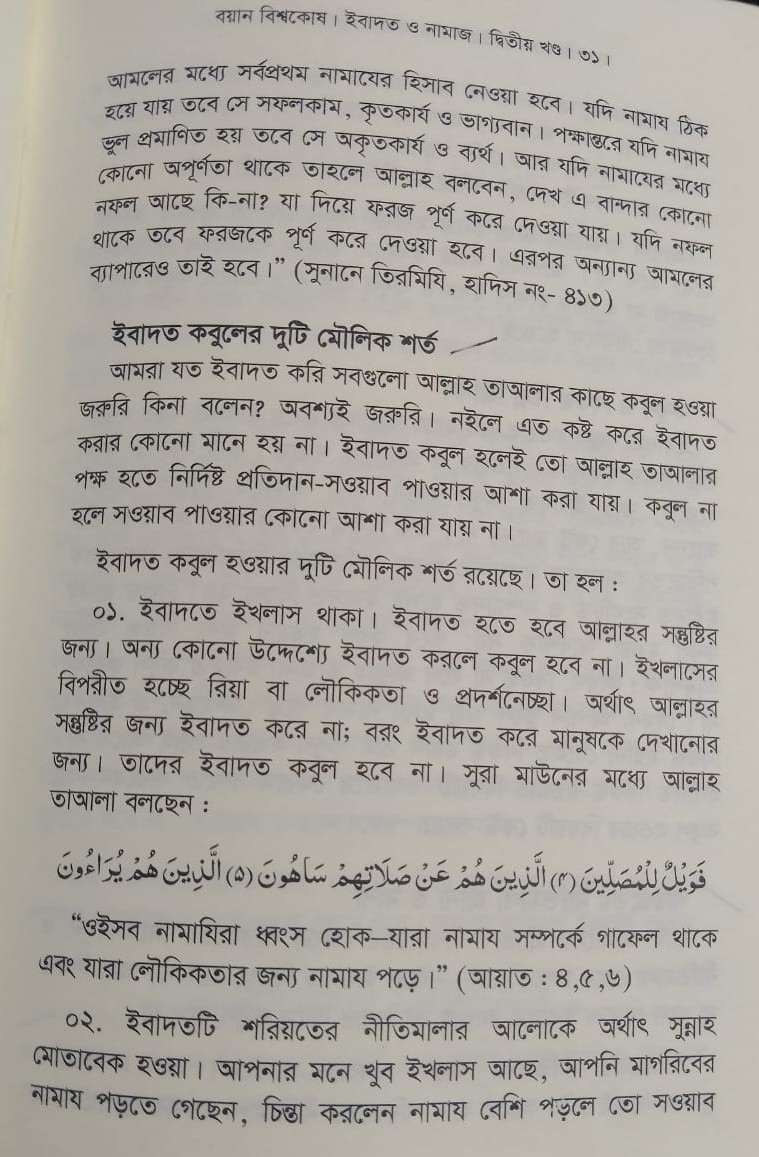 বয়ান বিশ্বকোষ। ইবাদত ও নামাজ। দ্বিতীয় খণ্ড। ৩১।
আমলের মধ্যে সর্বপ্রথম নামাযের হিসাব নেওয়া হবে। যদি নামায ঠিক
হয়ে যায় তবে সে সফলকাম, কৃতকার্য ও ভাগ্যবান। পক্ষান্তরে যদি নামায
ভুল প্রমাণিত হয় তবে সে অকৃতকার্য ও ব্যর্থ। আর যদি নামাযের মধ্যে
কোনো অপূর্ণতা থাকে তাহলে আল্লাহ বলবেন, দেখ এ বান্দার কোনো
নফল আছে কি-না? যা দিয়ে ফরজ পূর্ণ করে দেওয়া যায়। যদি নফল
থাকে তবে ফরজকে পূর্ণ করে দেওয়া হবে। এরপর অন্যান্য আমলের
ব্যাপারেও তাই হবে।” (সুনানে তিরমিযি, হাদিস নং- ৪১৩)
ইবাদত কবুলের দুটি মৌলিক শর্ত
আমরা যত ইবাদত করি সবগুলো আল্লাহ তাআলার কাছে কবুল হওয়া
জরুরি কিনা বলেন? অবশ্যই জরুরি। নইলে এত কষ্ট করে ইবাদত
করার কোনো মানে হয় না। ইবাদত কবুল হলেই তো আল্লাহ তাআলার
পক্ষ হতে নির্দিষ্ট প্রতিদান-সওয়াব পাওয়ার আশা করা যায়। কবুল না
হলে সওয়াব পাওয়ার কোনো আশা করা যায় না।
ইবাদত কবুল হওয়ার দুটি মৌলিক শর্ত রয়েছে। তা হল :
০১. ইবাদতে ইখলাস থাকা। ইবাদত হতে হবে আল্লাহর সন্তুষ্টির
জন্য। অন্য কোনো উদ্দেশ্যে ইবাদত করলে কবুল হবে না। ইখলাসের
বিপরীত হচ্ছে রিয়া বা লৌকিকতা ও প্রদর্শনেচ্ছা। অর্থাৎ আল্লাহর
সন্তুষ্টির জন্য ইবাদত করে না; বরং ইবাদত করে মানুষকে দেখানোর
জন্য। তাদের ইবাদত কবুল হবে না। সূরা মাউনের মধ্যে আল্লাহ
তাআলা বলছেন :
فَوَيْلٌ لِلْمُصَلِّينَ (٤) الَّذِينَ هُمْ عَنْ صَلَاتِهِمْ سَاهُونَ (٥) الَّذِينَ هُمْ يُرَاءُونَ
“ওইসব নামাযিরা ধ্বংস হোক—যারা নামায সম্পর্কে গাফেল থাকে
এবং যারা লৌকিকতার জন্য নামায পড়ে।” (আয়াত : ৪,৫,৬)
০২. ইবাদতটি শরিয়তের নীতিমালার আলোকে অর্থাৎ সুন্নাহ
মোতাবেক হওয়া। আপনার মনে খুব ইখলাস আছে, আপনি মাগরিবের
নামায পড়তে গেছেন, চিন্তা করলেন নামায বেশি পড়লে তো সওয়াব